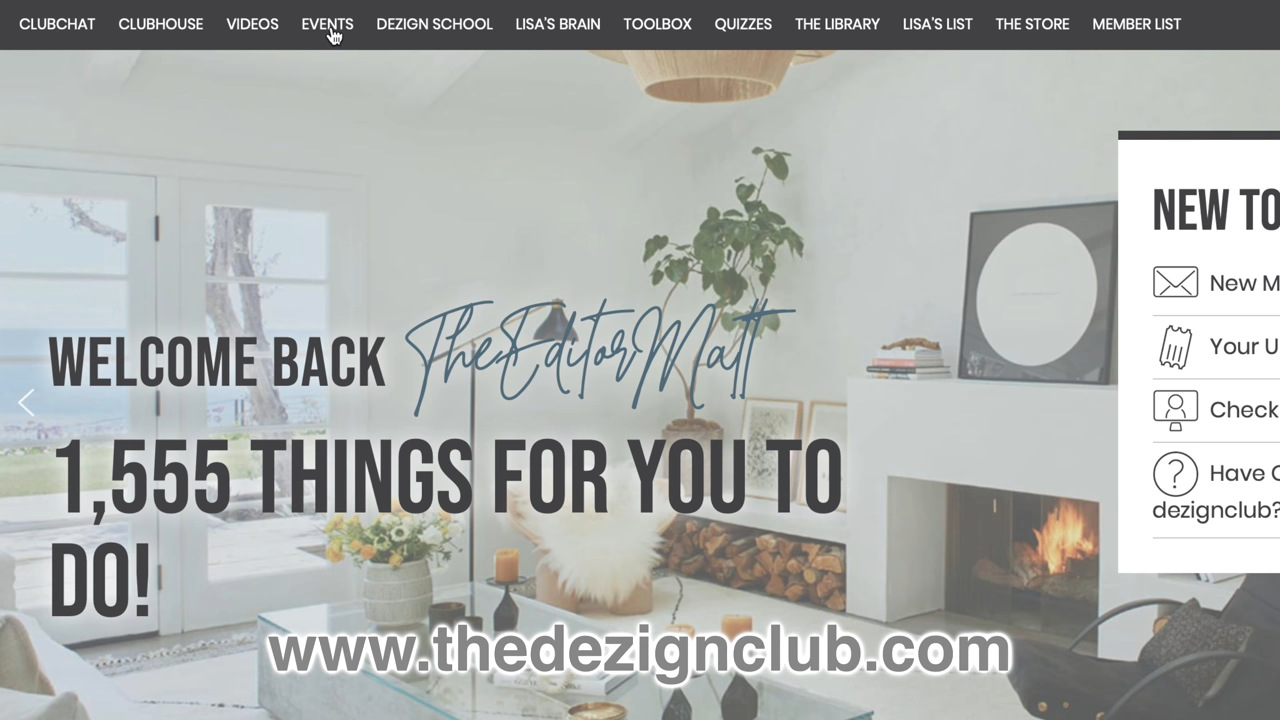 CLUBCHAT CLUBHOUSE VIDEOS EVENTS DEZIGN SCHOOL LISA'S BRAIN TOOLBOX QUIZZES THE LIBRARY LISA'S LIST THE STORE MEMBER LIST
NEW TO
New M
Your U
Check
Have
dezignclub?
WELCOME BACK TheEditorMatt
1,555 THINGS FOR YOU TO
DO!
www.thedezignclub.com